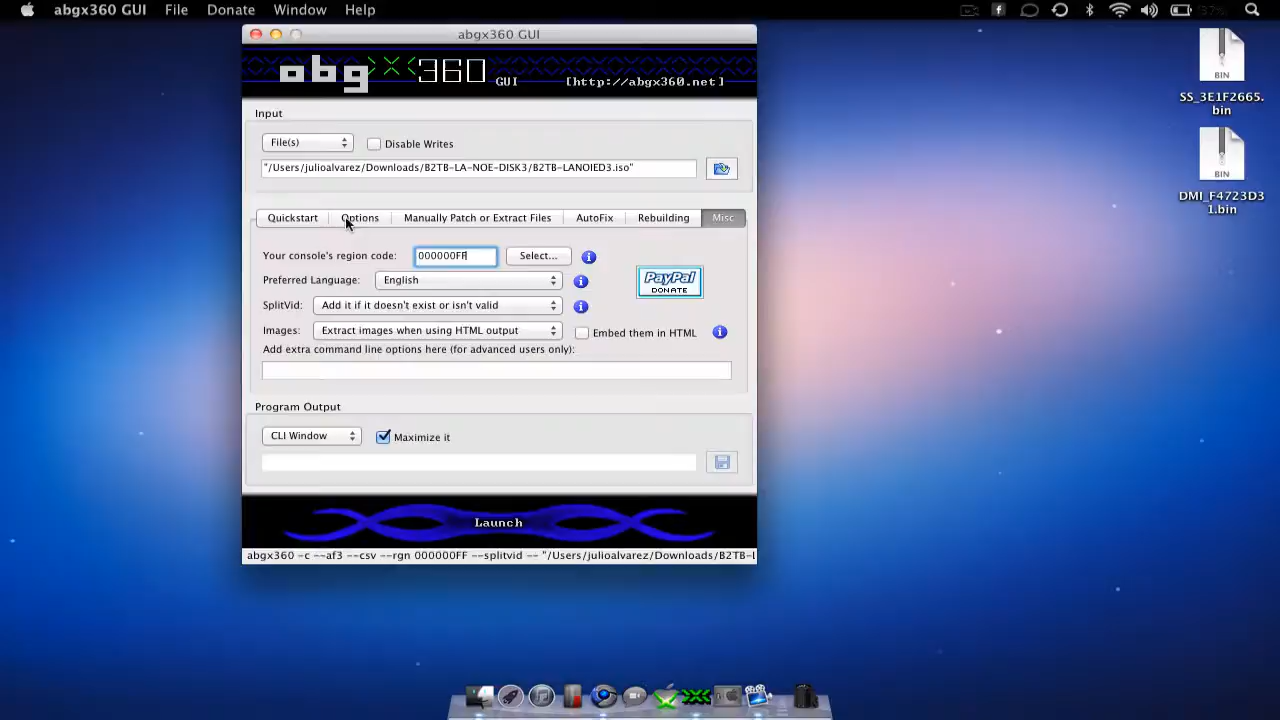 abgx360 GUI File Donate Window Help 37%
abgx360 GUI
abgx360 GUI [http://abgx360.net]
Input
File(s) Disable Writes
"/Users/julioalvarez/Downloads/B2TB-LA-NOE-DISK3/B2TB-LANOIED3.iso"
Quickstart Options Manually Patch or Extract Files AutoFix Rebuilding Misc
Your console's region code: 000000FF Select...
Preferred Language: English
SplitVid: Add it if it doesn't exist or isn't valid
Images: Extract images when using HTML output Embed them in HTML
Add extra command line options here (for advanced users only):
PayPal
DONATE
Program Output
CLI Window Maximize it
Launch
abgx360 -c --af3 --csv --rgn 000000FF --splitvid -- "/Users/julioalvarez/Downloads/B2TB-L
BIN
SS_3E1F2665.
bin
BIN
DMI_F4723D3
1.bin